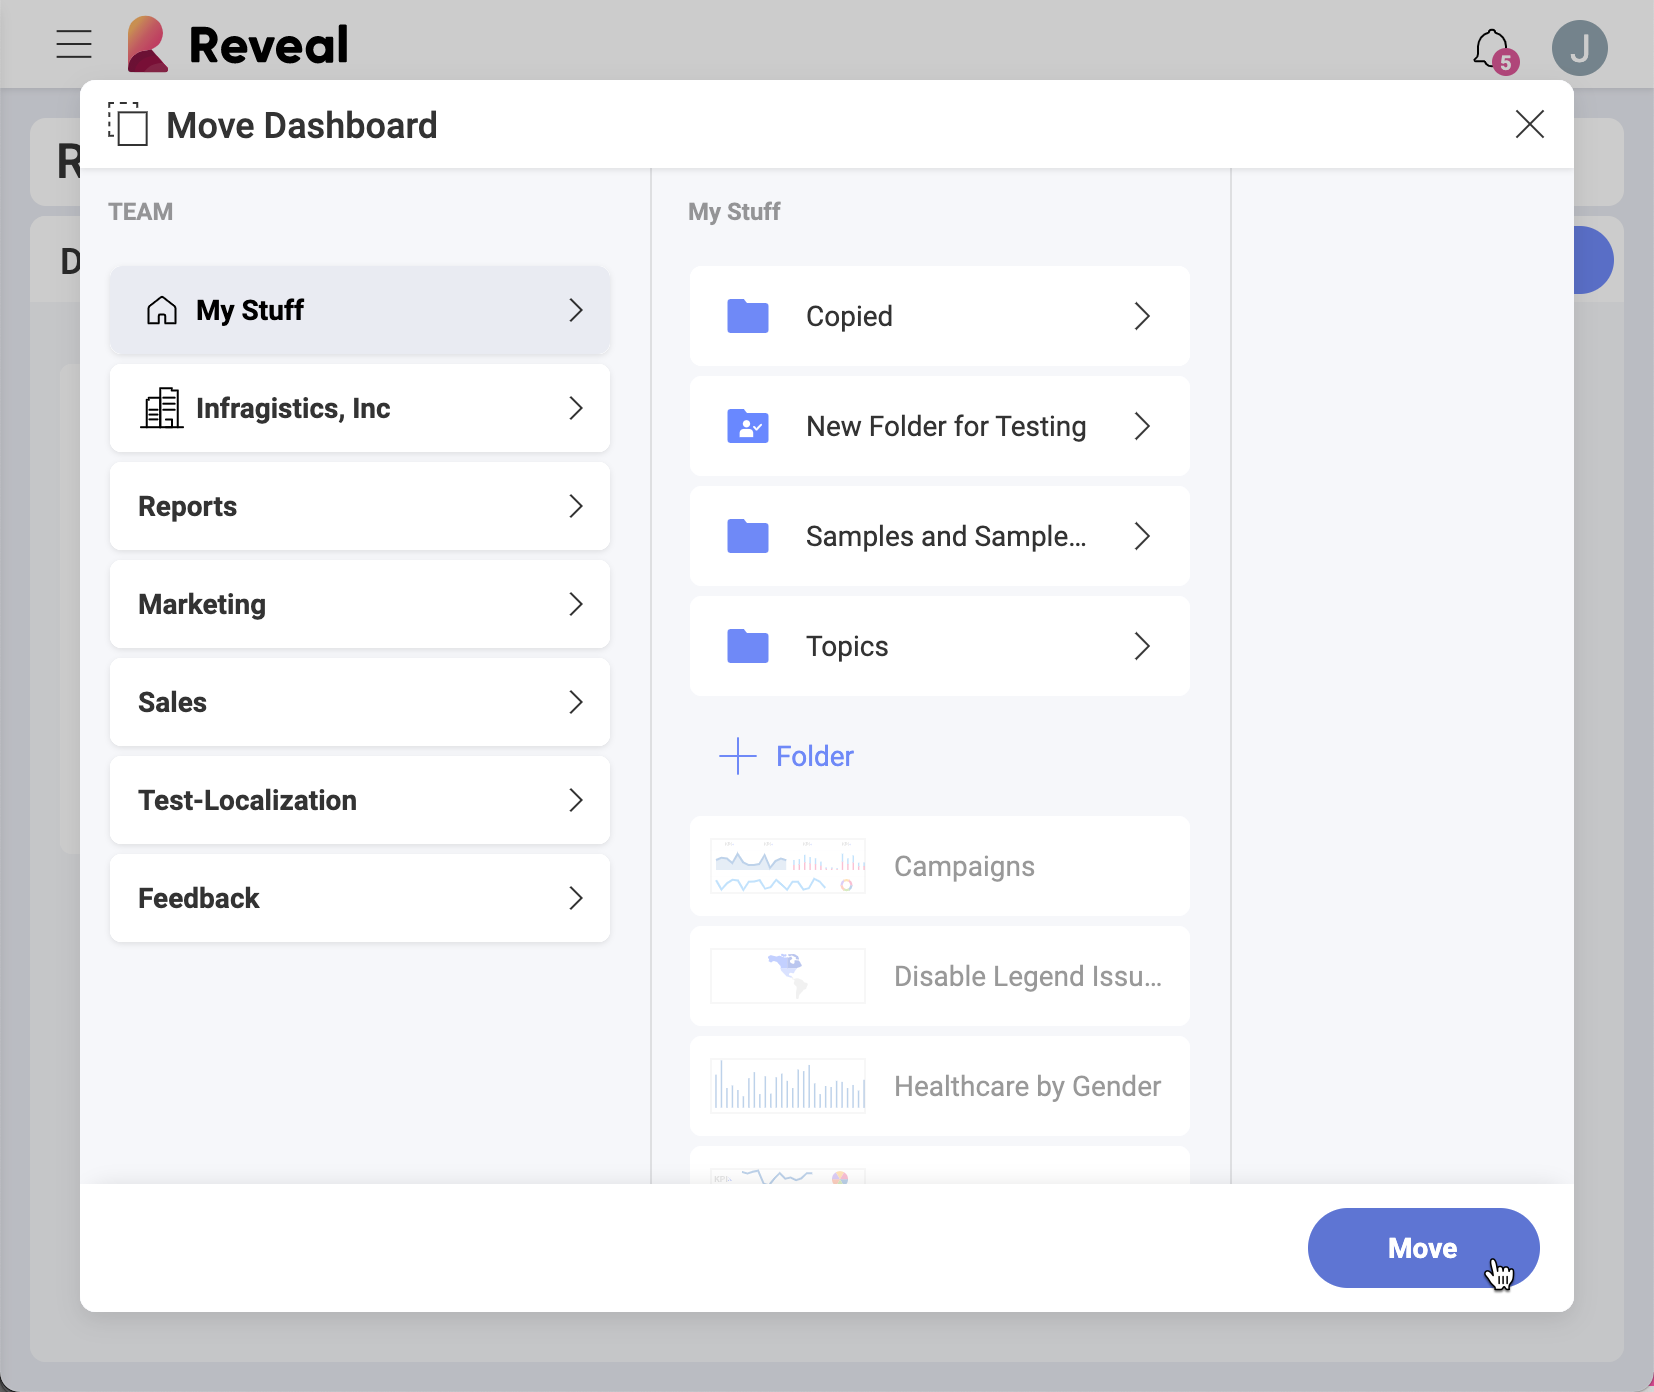 Reveal
5
J
R
Move Dashboard
D
TEAM
My Stuff
Infragistics, Inc
Reports
Marketing
Sales
Test-Localization
Feedback
My Stuff
Copied
New Folder for Testing
Samples and Sample...
Topics
Folder
Campaigns
Disable Legend Issu...
Healthcare by Gender
Move